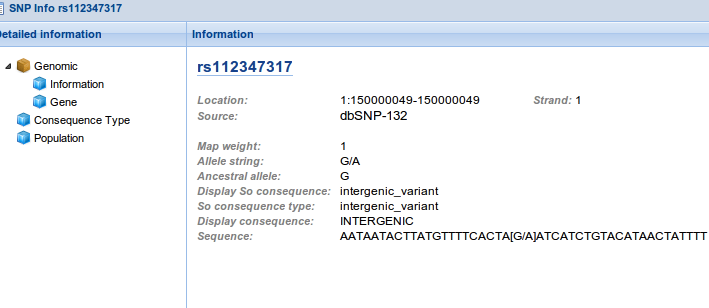 SNP Info rs112347317
Detailed information
Information
Genomic
Information
Gene
Consequence Type
Population
rs112347317
Location: 1:150000049-150000049 Strand: 1
Source: dbSNP-132
Map weight: 1
Allele string: G/A
Ancestral allele: G
Display So consequence: intergenic_variant
So consequence type: intergenic_variant
Display consequence: INTERGENIC
Sequence: AATAATACTTATGTTTTCACTA[G/A]ATCATCTGTACATAACTATTTT